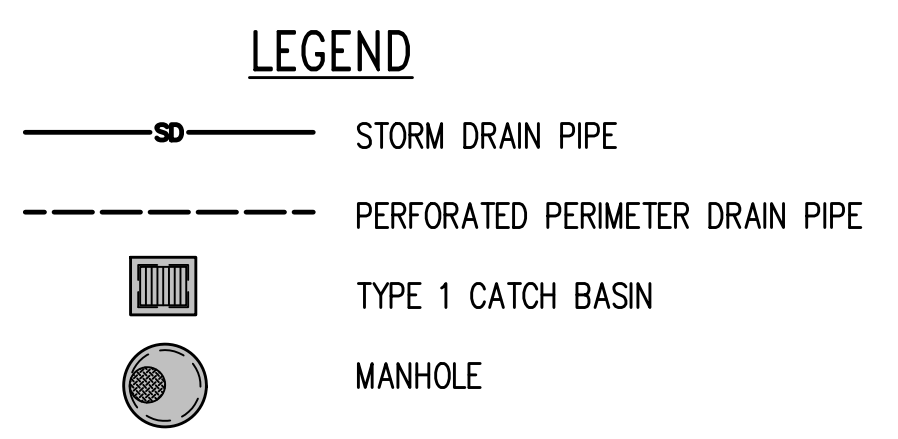 LEGEND
SD STORM DRAIN PIPE
PERFORATED PERIMETER DRAIN PIPE
TYPE 1 CATCH BASIN
MANHOLE